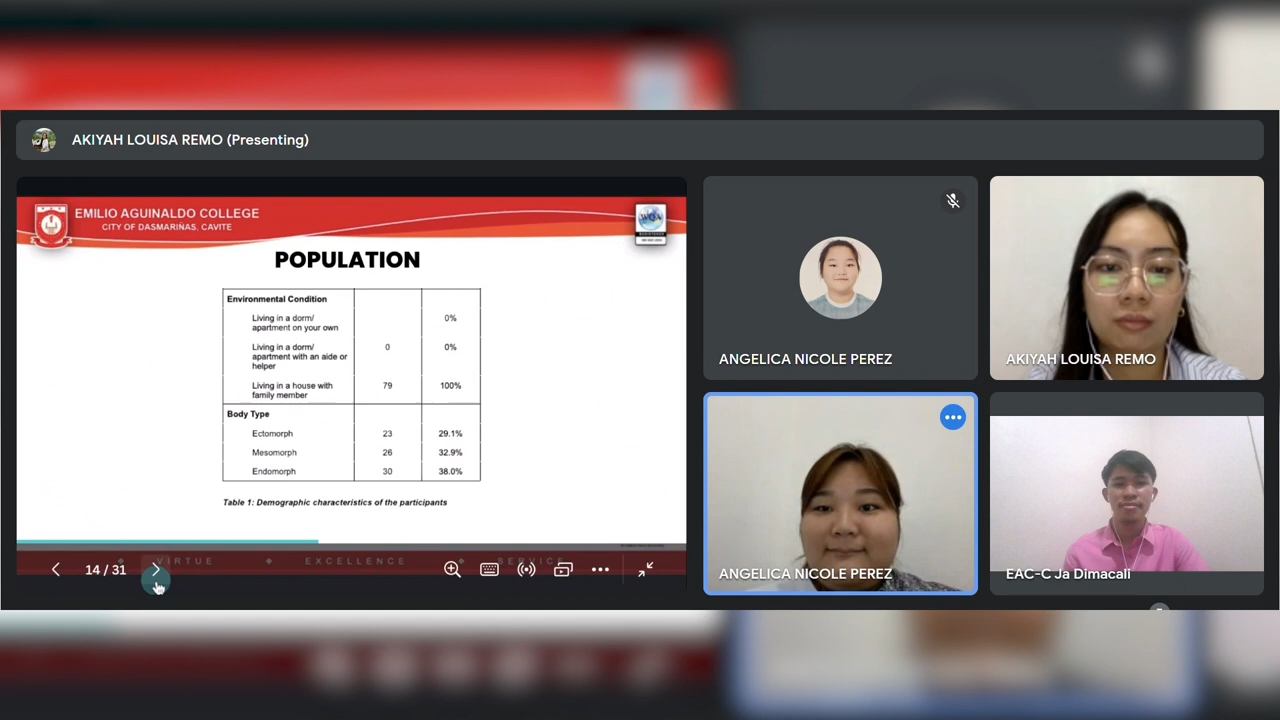 AKIYAH LOUISA REMO (Presenting)
EMILIO AGUINALDO COLLEGE
CITY OF DASMARIÑAS, CAVITE
WQA
POPULATION
Environmental Condition
Living in a dorm/
apartment on your own
0%
Living in a dorm/
apartment with an aide or
helper
0
0%
Living in a house with
family member
79
100%
Body Type
Ectomorph 23 29.1%
Mesomorph 26 32.9%
Endomorph 30 38.0%
Table 1: Demographic characteristics of the participants
VIRTUE EXCELLENCE SERVICE
14 / 31
ANGELICA NICOLE PEREZ
AKIYAH LOUISA REMO
ANGELICA NICOLE PEREZ
EAC-C Ja Dimacali